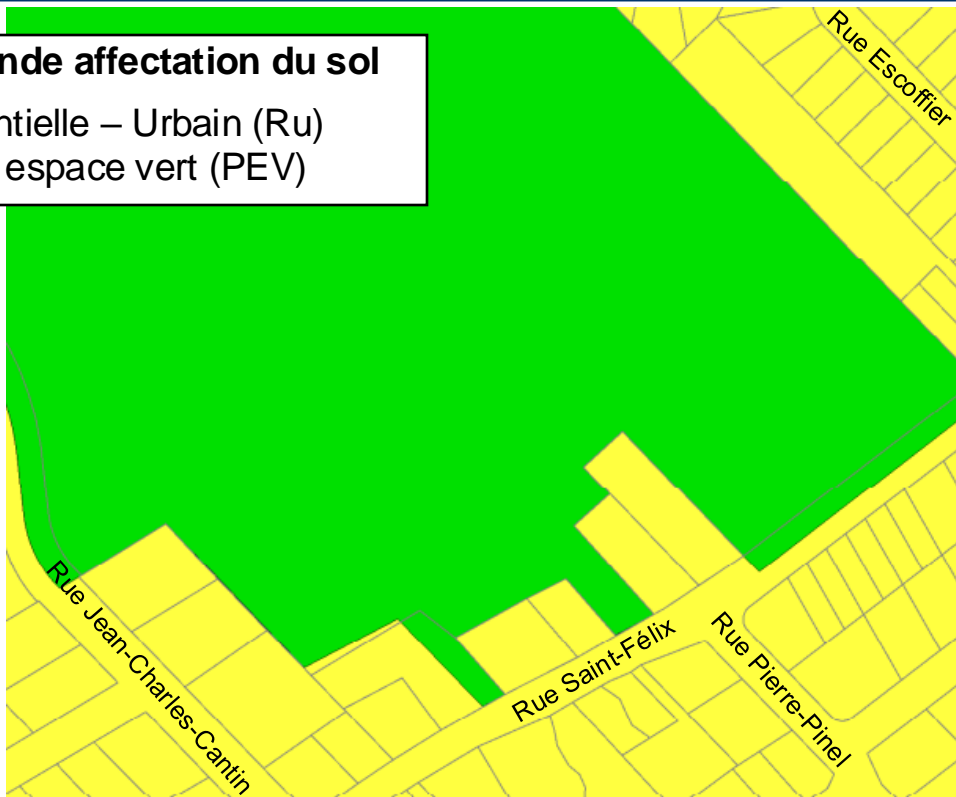 nde affectation du sol
ntielle – Urbain (Ru)
espace vert (PEV)
Rue Escoffier
Rue Jean-Charles-Cantin
Rue Saint-Félix
Rue Pierre-Pinel